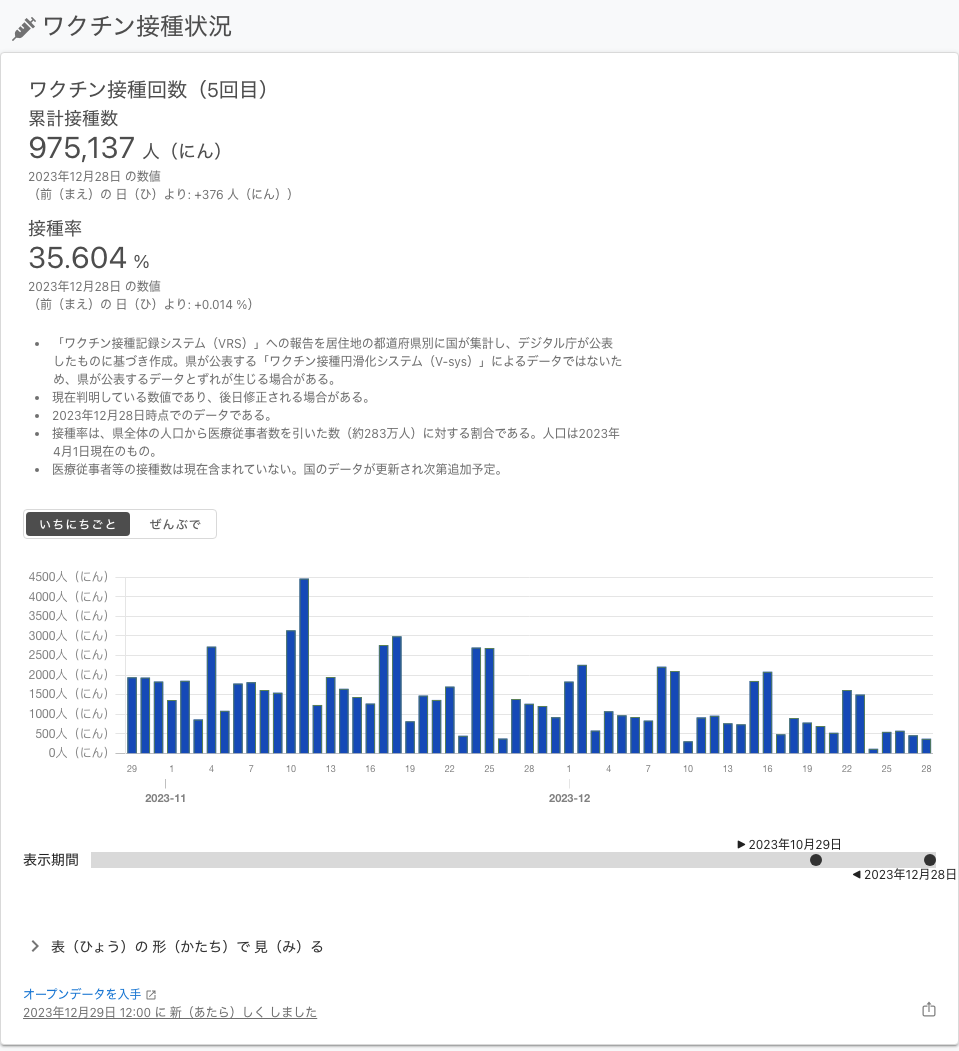 ワクチン接種状況
ワクチン接種回数（5回目）
累計接種数
975,137 人（にん）
2023年12月28日 の数値
（前（まえ）の 日（ひ）より: +376 人（にん））
接種率
35.604 %
2023年12月28日 の数値
（前（まえ）の 日（ひ）より: +0.014 %）
• 「ワクチン接種記録システム（VRS）」への報告を居住地の都道府県別に国が集計し、デジタル庁が公表
したものに基づき作成。県が公表する「ワクチン接種円滑化システム（V-sys）」によるデータではないた
め、県が公表するデータとずれが生じる場合がある。
• 現在判明している数値であり、後日修正される場合がある。
• 2023年12月28日時点でのデータである。
• 接種率は、県全体の人口から医療従事者数を引いた数（約283万人）に対する割合である。人口は2023年
4月1日現在のもの。
• 医療従事者等の接種数は現在含まれていない。国のデータが更新され次第追加予定。
いちにちごと ぜんぶで
4500人（にん）
4000人（にん）
3500人（にん）
3000人（にん）
2500人（にん）
2000人（にん）
1500人（にん）
1000人（にん）
500人（にん）
0人（にん）
29 1 4 7 10 13 16 19 22 25 28 1 4 7 10 13 16 19 22 25 28
2023-11 2023-12
▶ 2023年10月29日
表示期間
◀ 2023年12月28日
表（ひょう）の 形（かたち）で 見（み）る
オープンデータを入手
2023年12月29日 12:00 に 新（あたら）しく しました